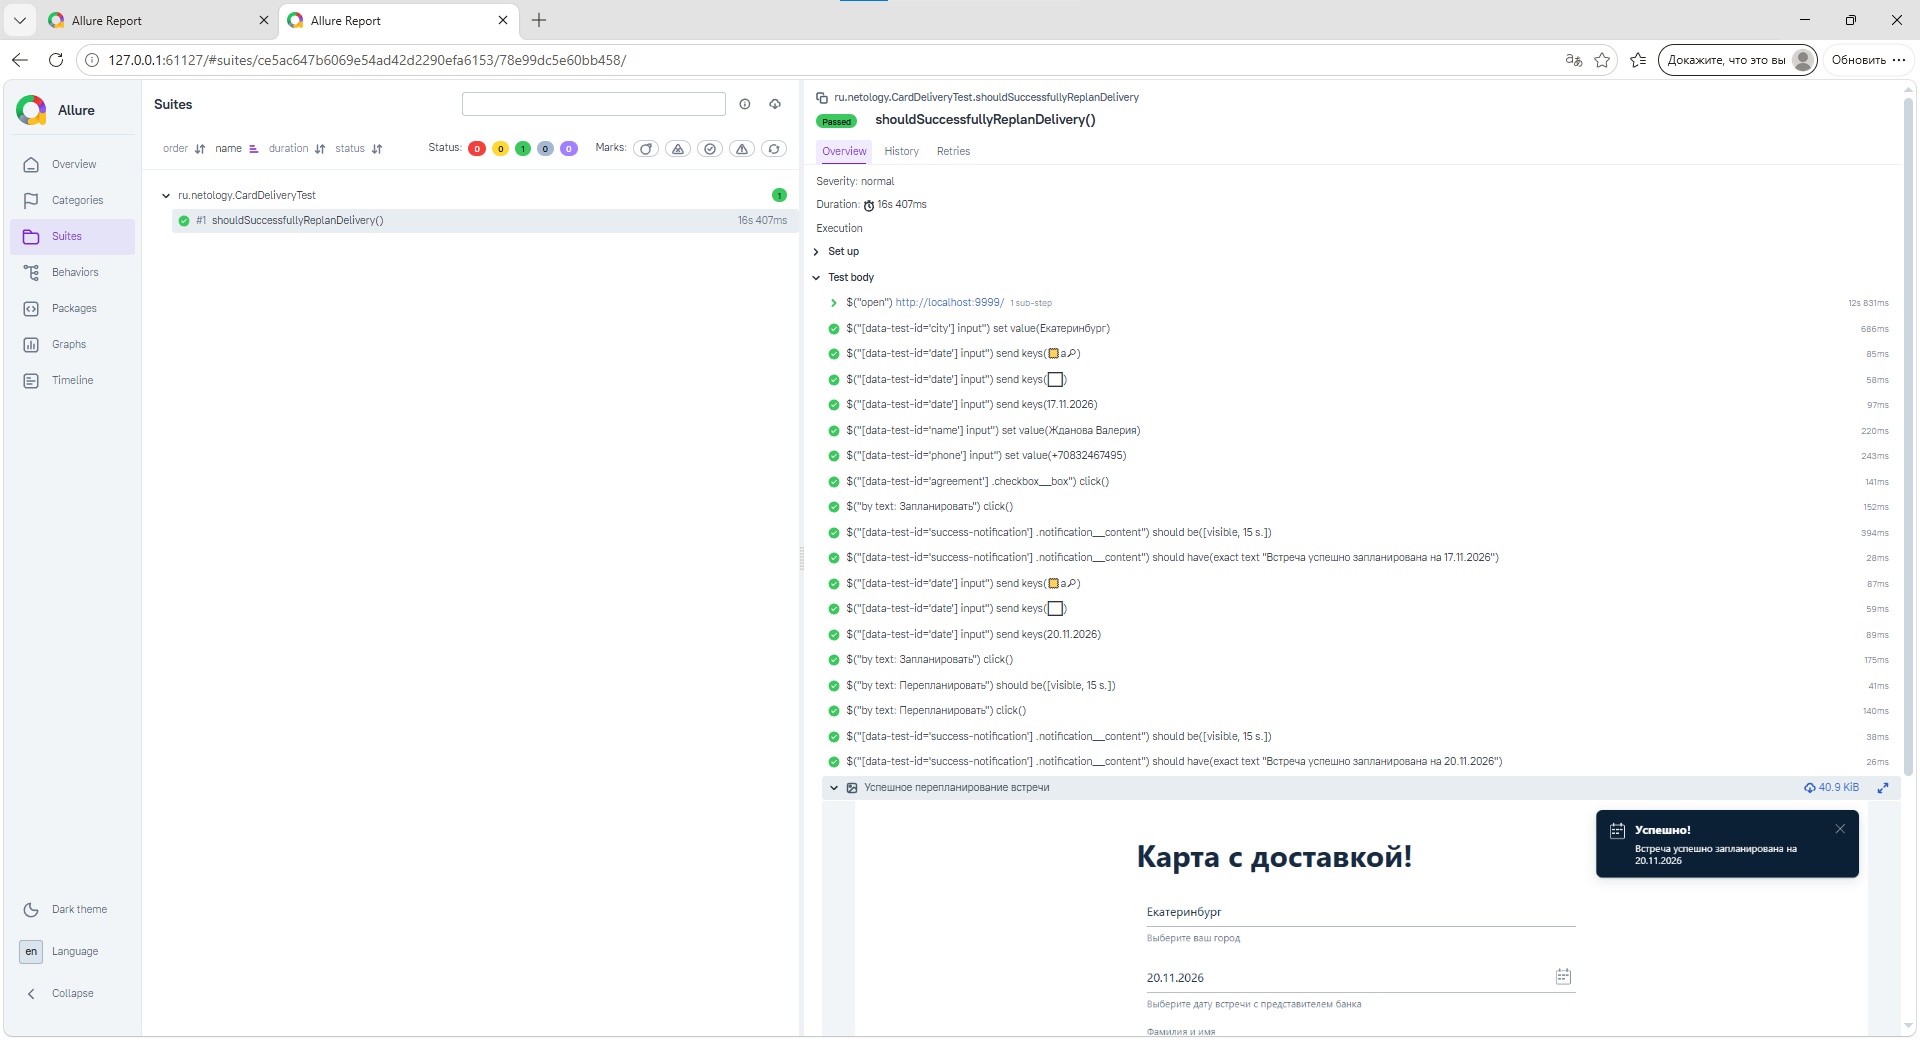 Allure Report
Allure Report
127.0.0.1:61127/#suites/ce5ac647b6069e54ad42d2290efa6153/78e99dc5e60bb458/
Докажите, что это вы
Обновить
Allure
Overview
Categories
Suites
Behaviors
Packages
Graphs
Timeline
Dark theme
en Language
Collapse
Suites
order name duration status
Status: 0 0 1 0 0 Marks:
ru.netology.CardDeliveryTest 1
#1 shouldSuccessfullyReplanDelivery() 16s 407ms
ru.netology.CardDeliveryTest.shouldSuccessfullyReplanDelivery
Passed shouldSuccessfullyReplanDelivery()
Overview History Retries
Severity: normal
Duration: 16s 407ms
Execution
Set up
Test body
$("open") http://localhost:9999/ 1 sub-step 12s 831ms
$("[data-test-id='city'] input") set value(Екатеринбург) 686ms
$("[data-test-id='date'] input") send keys(a) 85ms
$("[data-test-id='date'] input") send keys() 58ms
$("[data-test-id='date'] input") send keys(17.11.2026) 97ms
$("[data-test-id='name'] input") set value(Жданова Валерия) 220ms
$("[data-test-id='phone'] input") set value(+70832467495) 243ms
$("[data-test-id='agreement'] .checkbox__box") click() 141ms
$("by text: Запланировать") click() 152ms
$("[data-test-id='success-notification'] .notification__content") should be([visible, 15 s.]) 394ms
$("[data-test-id='success-notification'] .notification__content") should have(exact text "Встреча успешно запланирована на 17.11.2026") 28ms
$("[data-test-id='date'] input") send keys(a) 87ms
$("[data-test-id='date'] input") send keys() 59ms
$("[data-test-id='date'] input") send keys(20.11.2026) 89ms
$("by text: Запланировать") click() 175ms
$("by text: Перепланировать") should be([visible, 15 s.]) 41ms
$("by text: Перепланировать") click() 140ms
$("[data-test-id='success-notification'] .notification__content") should be([visible, 15 s.]) 38ms
$("[data-test-id='success-notification'] .notification__content") should have(exact text "Встреча успешно запланирована на 20.11.2026") 26ms
Успешное перепланирование встречи 40.9 KiB
Успешно!
Встреча успешно запланирована на
20.11.2026
Карта с доставкой!
Екатеринбург
Выберите ваш город
20.11.2026
Выберите дату встречи с представителем банка
Фамилия и имя